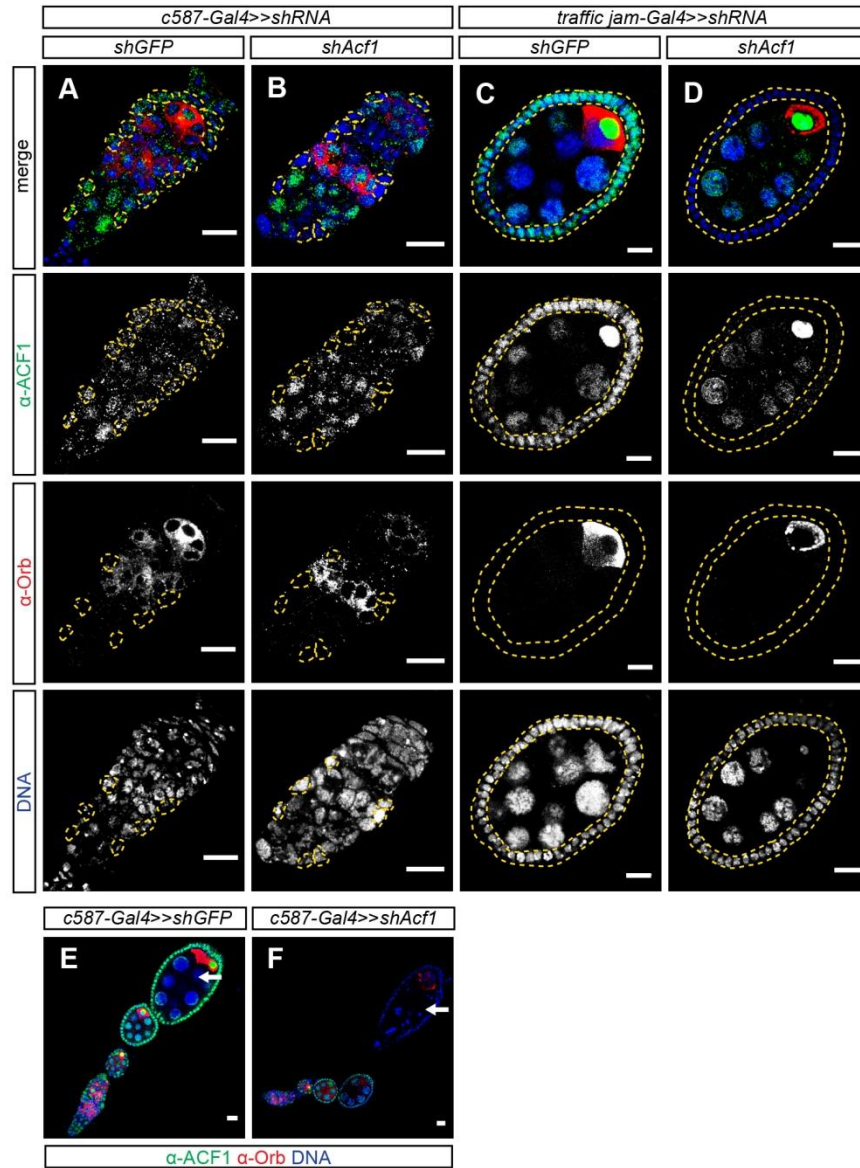 c587-Gal4>>shRNA
traffic jam-Gal4>>shRNA
shGFP
shAcf1
shGFP
shAcf1
merge
A
B
C
D
α-ACF1
α-Orb
DNA
c587-Gal4>>shGFP
c587-Gal4>>shAcf1
E
F
α-ACF1 α-Orb DNA